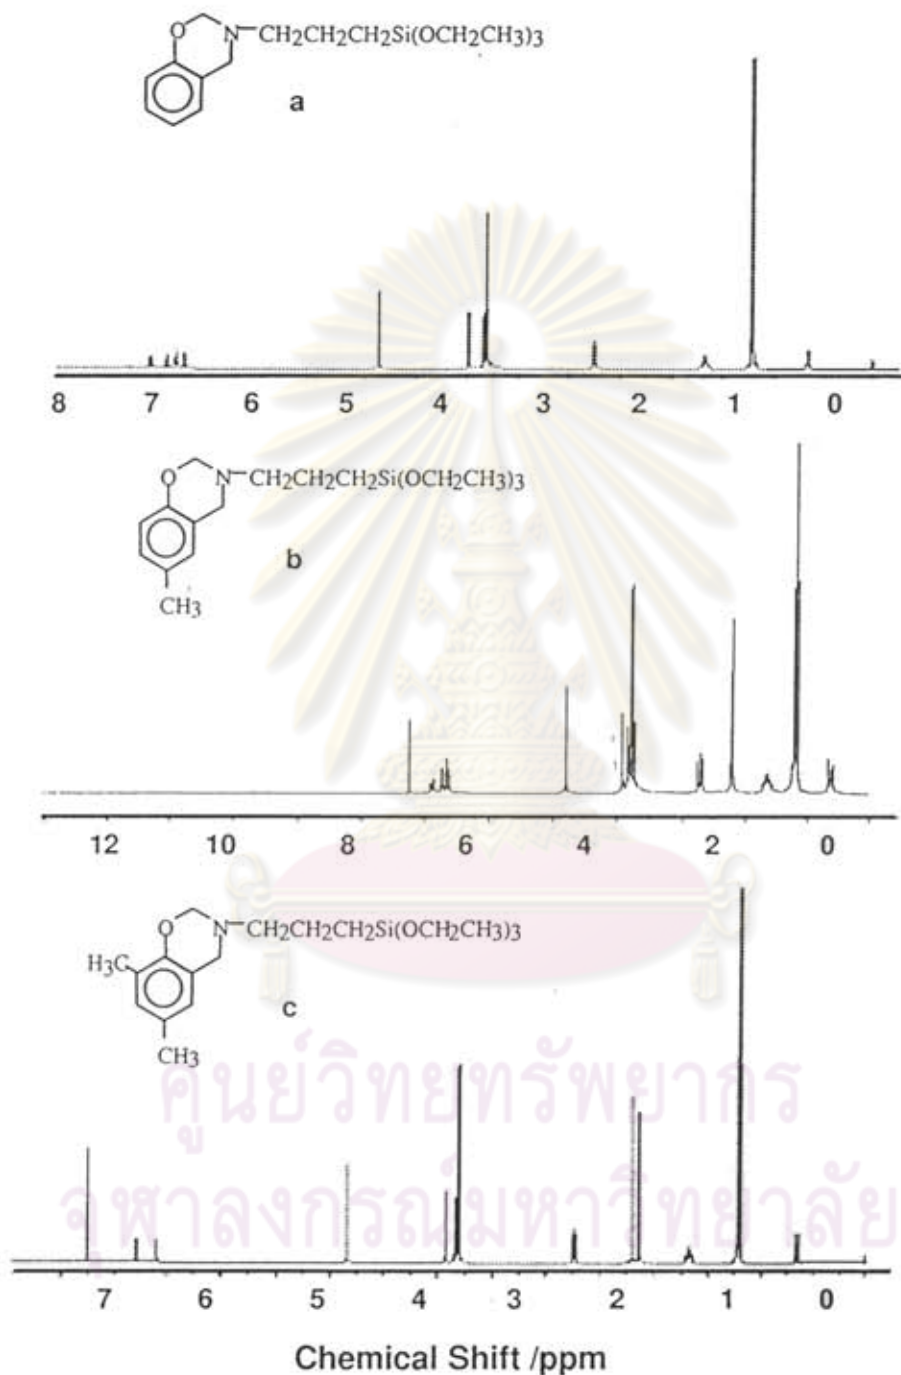 O N—CH2CH2CH2Si(OCH2CH3)3
a
8 7 6 5 4 3 2 1 0
O N—CH2CH2CH2Si(OCH2CH3)3
b
CH3
12 10 8 6 4 2 0
O N—CH2CH2CH2Si(OCH2CH3)3
H3C
c
CH3
ศูนย์วิทยทรัพยากร
จุฬาลงกรณ์มหาวิทยาลัย
7 6 5 4 3 2 1 0
Chemical Shift /ppm